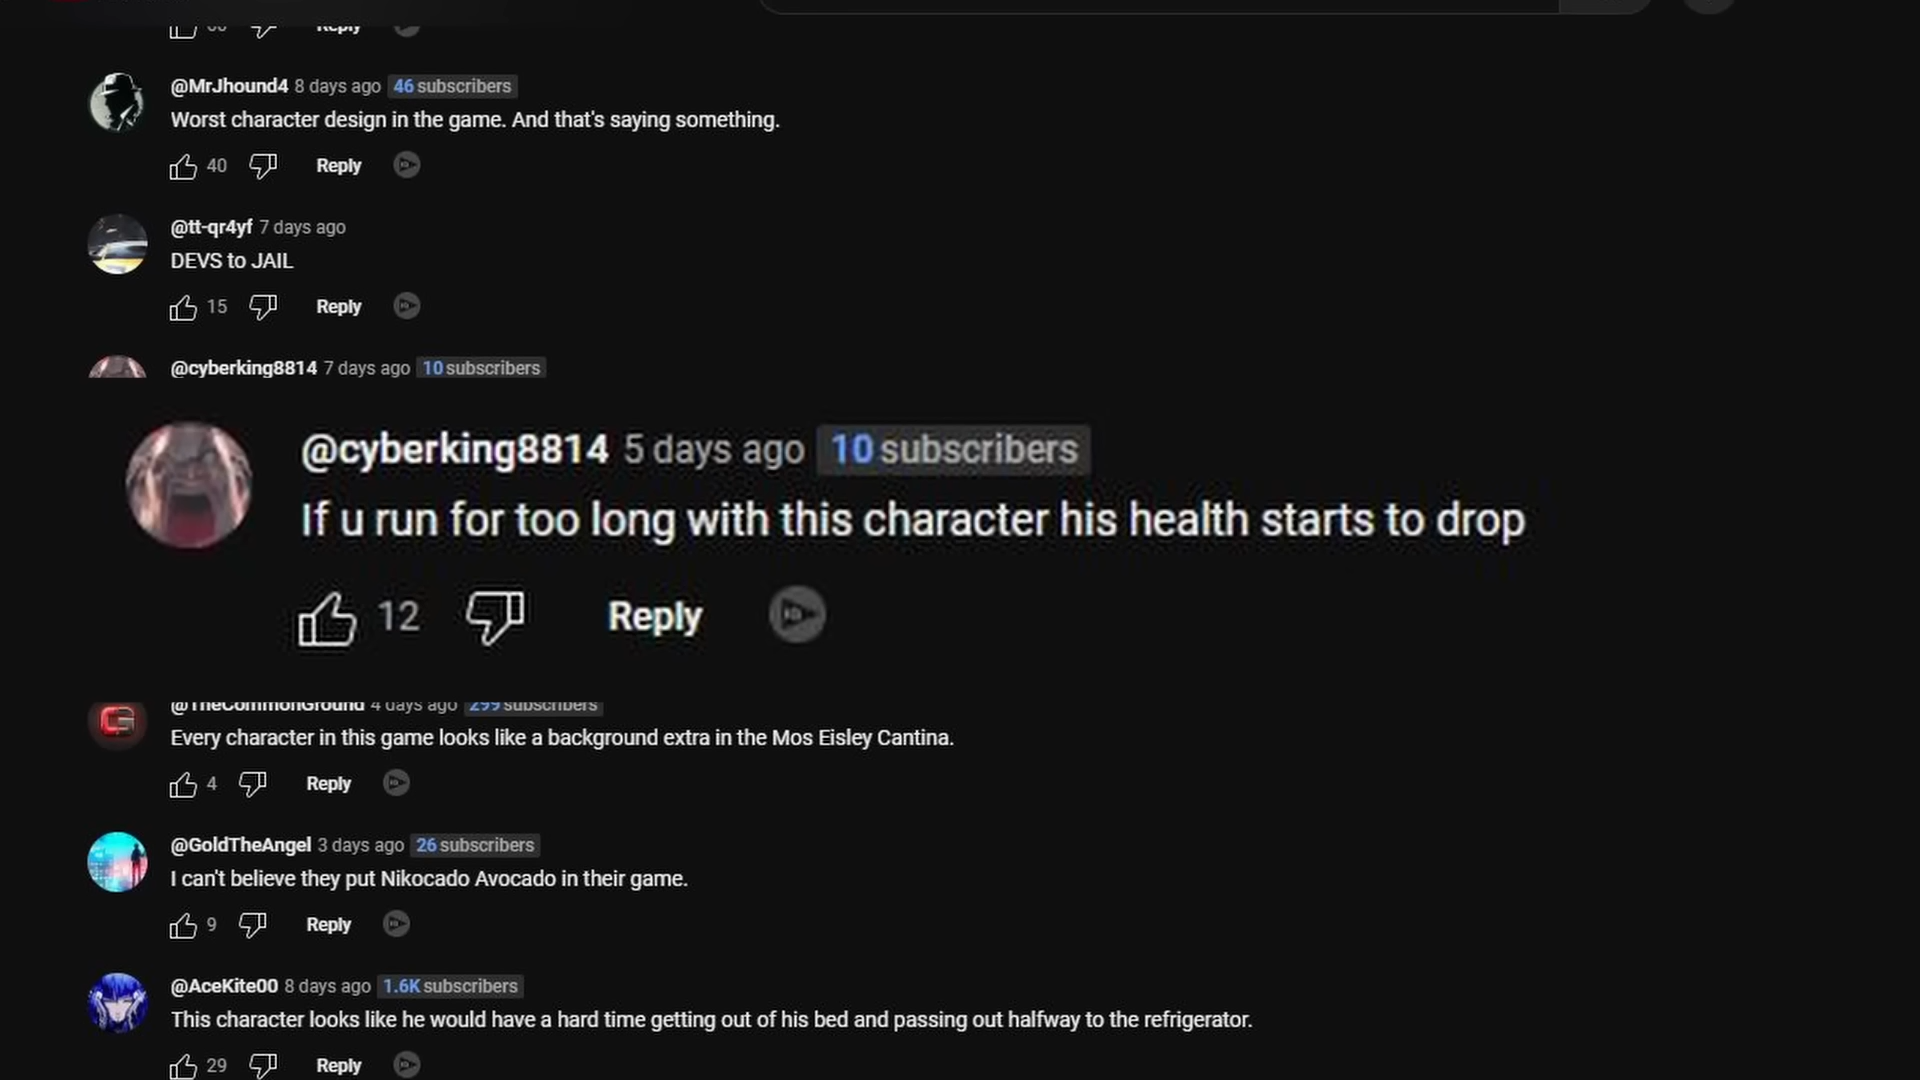 60 Reply
@MrJhound4 8 days ago 46 subscribers
Worst character design in the game. And that's saying something.
40 Reply
@tt-qr4yf 7 days ago
DEVS to JAIL
15 Reply
@cyberking8814 7 days ago 10 subscribers
@cyberking8814 5 days ago 10 subscribers
If u run for too long with this character his health starts to drop
12 Reply
@TheCommonGround 4 days ago 299 subscribers
Every character in this game looks like a background extra in the Mos Eisley Cantina.
4 Reply
@GoldTheAngel 3 days ago 26 subscribers
I can't believe they put Nikocado Avocado in their game.
9 Reply
@AceKite00 8 days ago 1.6K subscribers
This character looks like he would have a hard time getting out of his bed and passing out halfway to the refrigerator.
29 Reply